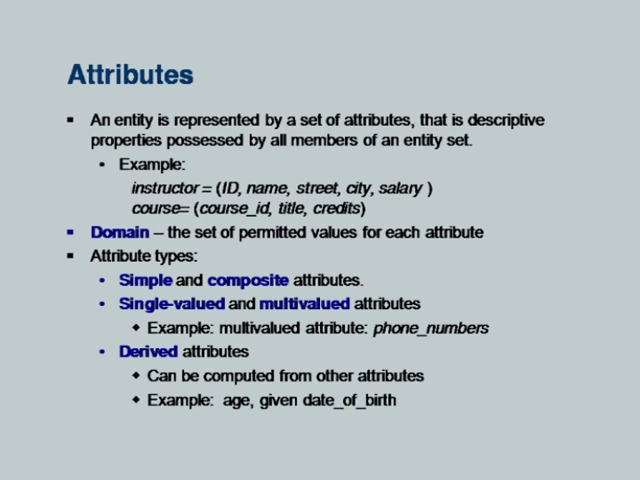 Attributes
▪ An entity is represented by a set of attributes, that is descriptive
properties possessed by all members of an entity set.
• Example:
instructor = (ID, name, street, city, salary )
course= (course_id, title, credits)
▪ Domain – the set of permitted values for each attribute
▪ Attribute types:
• Simple and composite attributes.
• Single-valued and multivalued attributes
◆ Example: multivalued attribute: phone_numbers
• Derived attributes
◆ Can be computed from other attributes
◆ Example: age, given date_of_birth